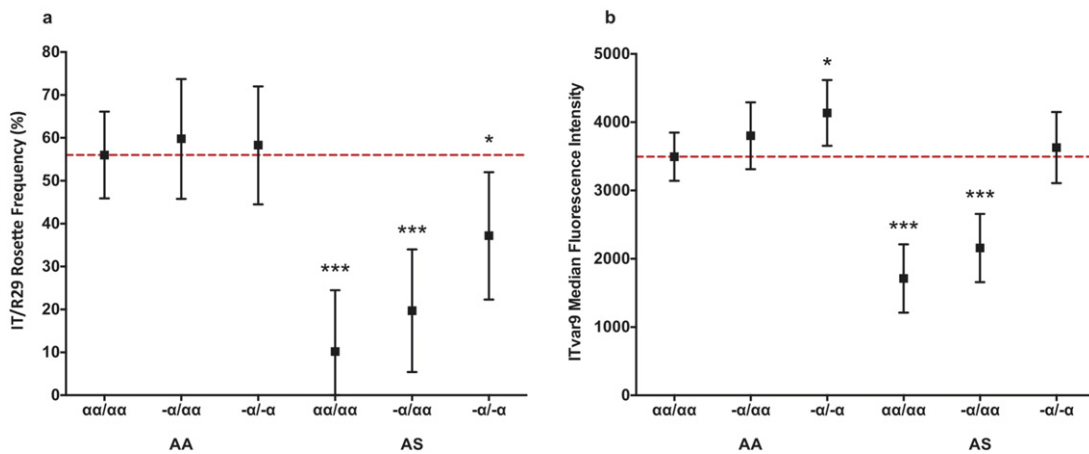 a
IT/R29 Rosette Frequency (%)
80
70
60
50
40
30
20
10
0
*
***
***
αα/αα -α/αα -α/-α αα/αα -α/αα -α/-α
AA AS
b
ITvar9 Median Fluorescence Intensity
5000
4000
3000
2000
1000
0
*
***
***
αα/αα -α/αα -α/-α αα/αα -α/αα -α/-α
AA AS